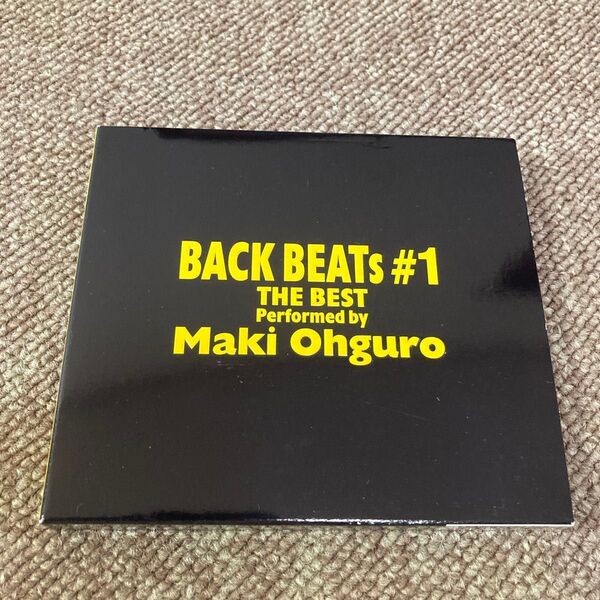 BACK BEATs #1
THE BEST
Performed by
Maki Ohguro